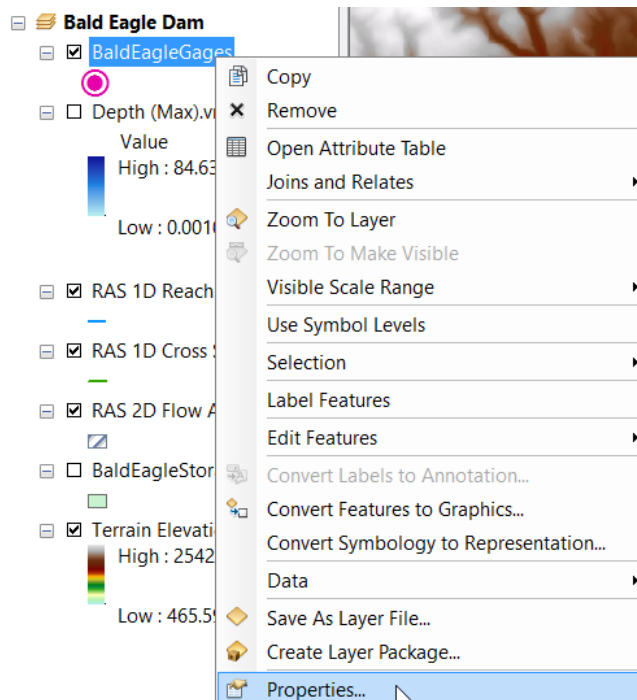 Bald Eagle Dam
BaldEagleGages
Depth (Max).
Value
High : 84.63
Low : 0.001
RAS 1D Reach
RAS 1D Cross
RAS 2D Flow
BaldEagleStor
Terrain Elevati
High : 2542
Low : 465.5
Copy
Remove
Open Attribute Table
Joins and Relates
Zoom To Layer
Zoom To Make Visible
Visible Scale Range
Use Symbol Levels
Selection
Label Features
Edit Features
Convert Labels to Annotation...
Convert Features to Graphics...
Convert Symbology to Representation...
Data
Save As Layer File...
Create Layer Package...
Properties...